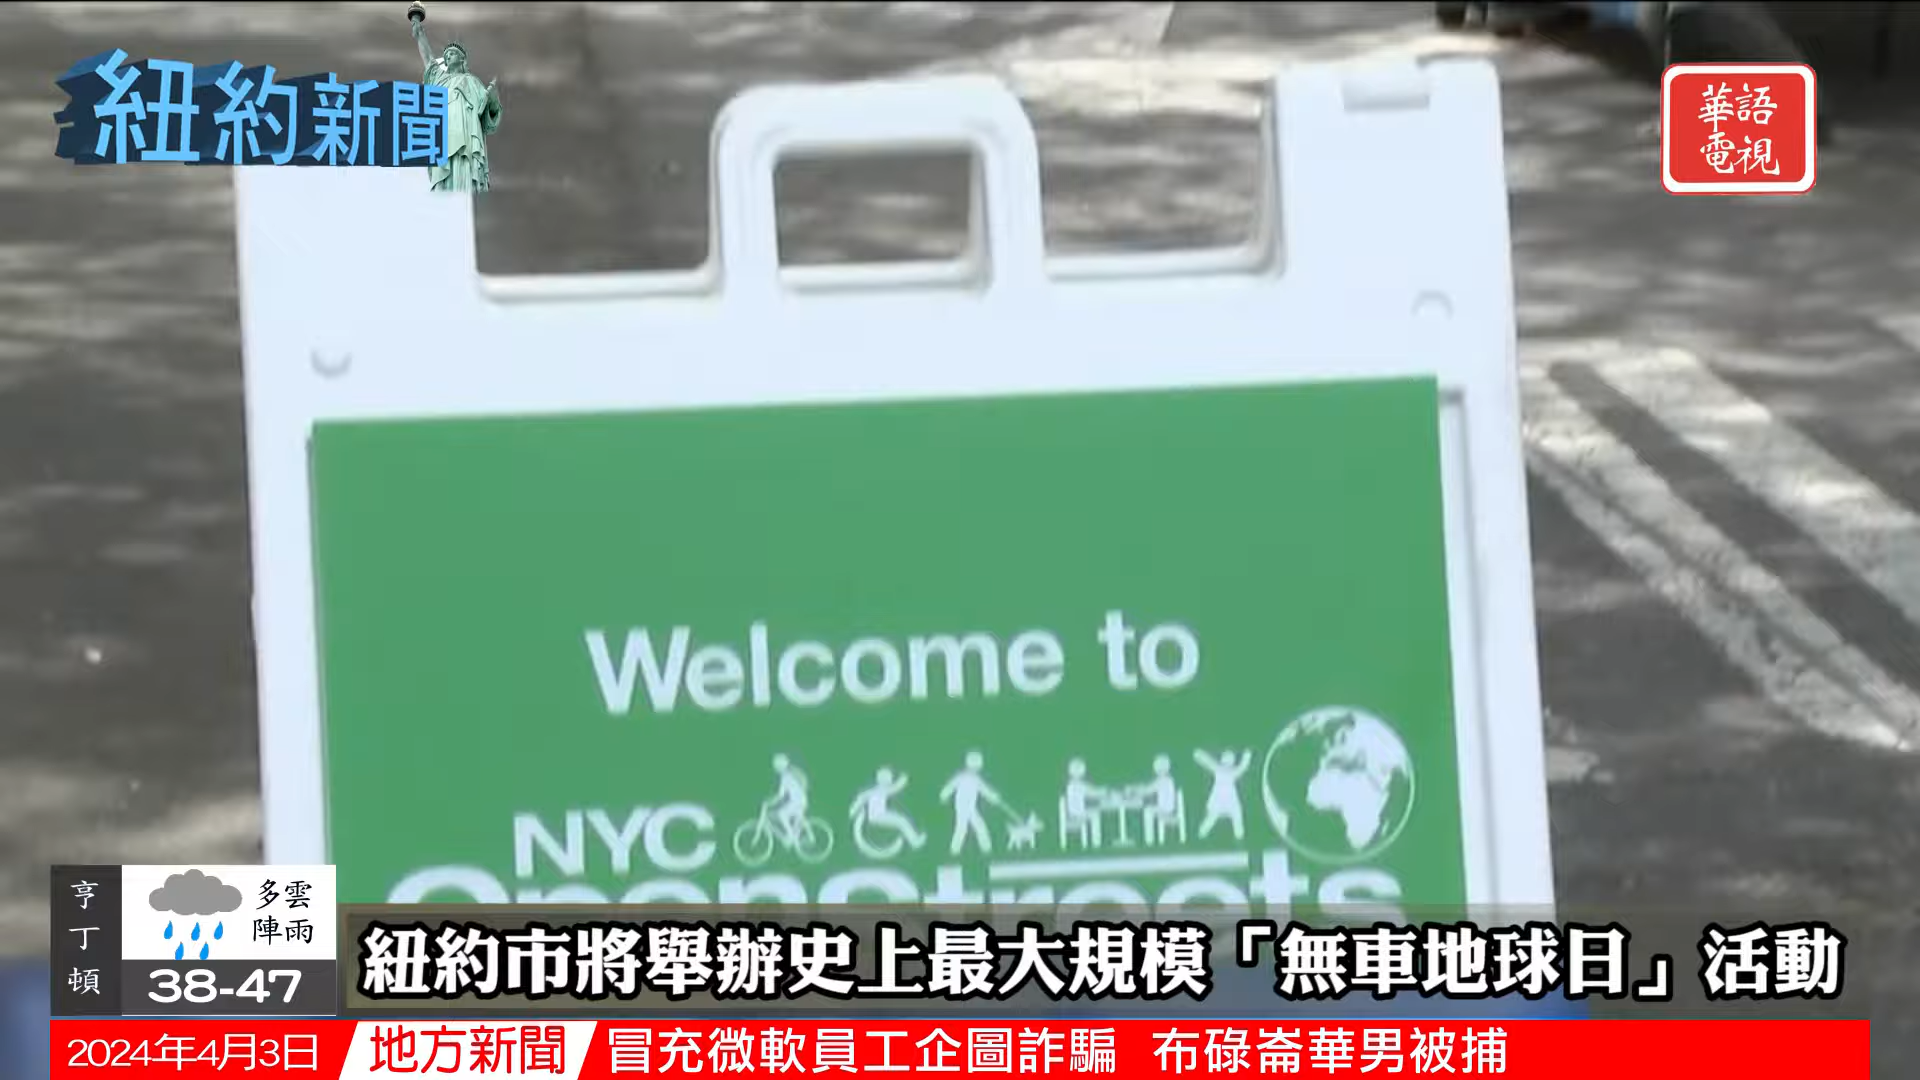 紐約新聞
華語
電視
Welcome to
NYC
OpenStreets
亨丁頓
多雲
陣雨
38-47
紐約市將舉辦史上最大規模「無車地球日」活動
2024年4月3日
地方新聞
冒充微軟員工企圖詐騙 布碌崙華男被捕